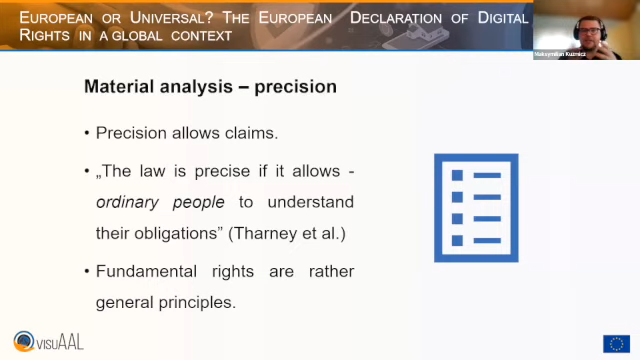 EUROPEAN OR UNIVERSAL? THE EUROPEAN DECLARATION OF DIGITAL
RIGHTS IN A GLOBAL CONTEXT
Maksymilian Kuźmicz
Material analysis – precision
• Precision allows claims.
• „The law is precise if it allows -
ordinary people to understand
their obligations” (Tharney et al.)
• Fundamental rights are rather
general principles.
visuAAL